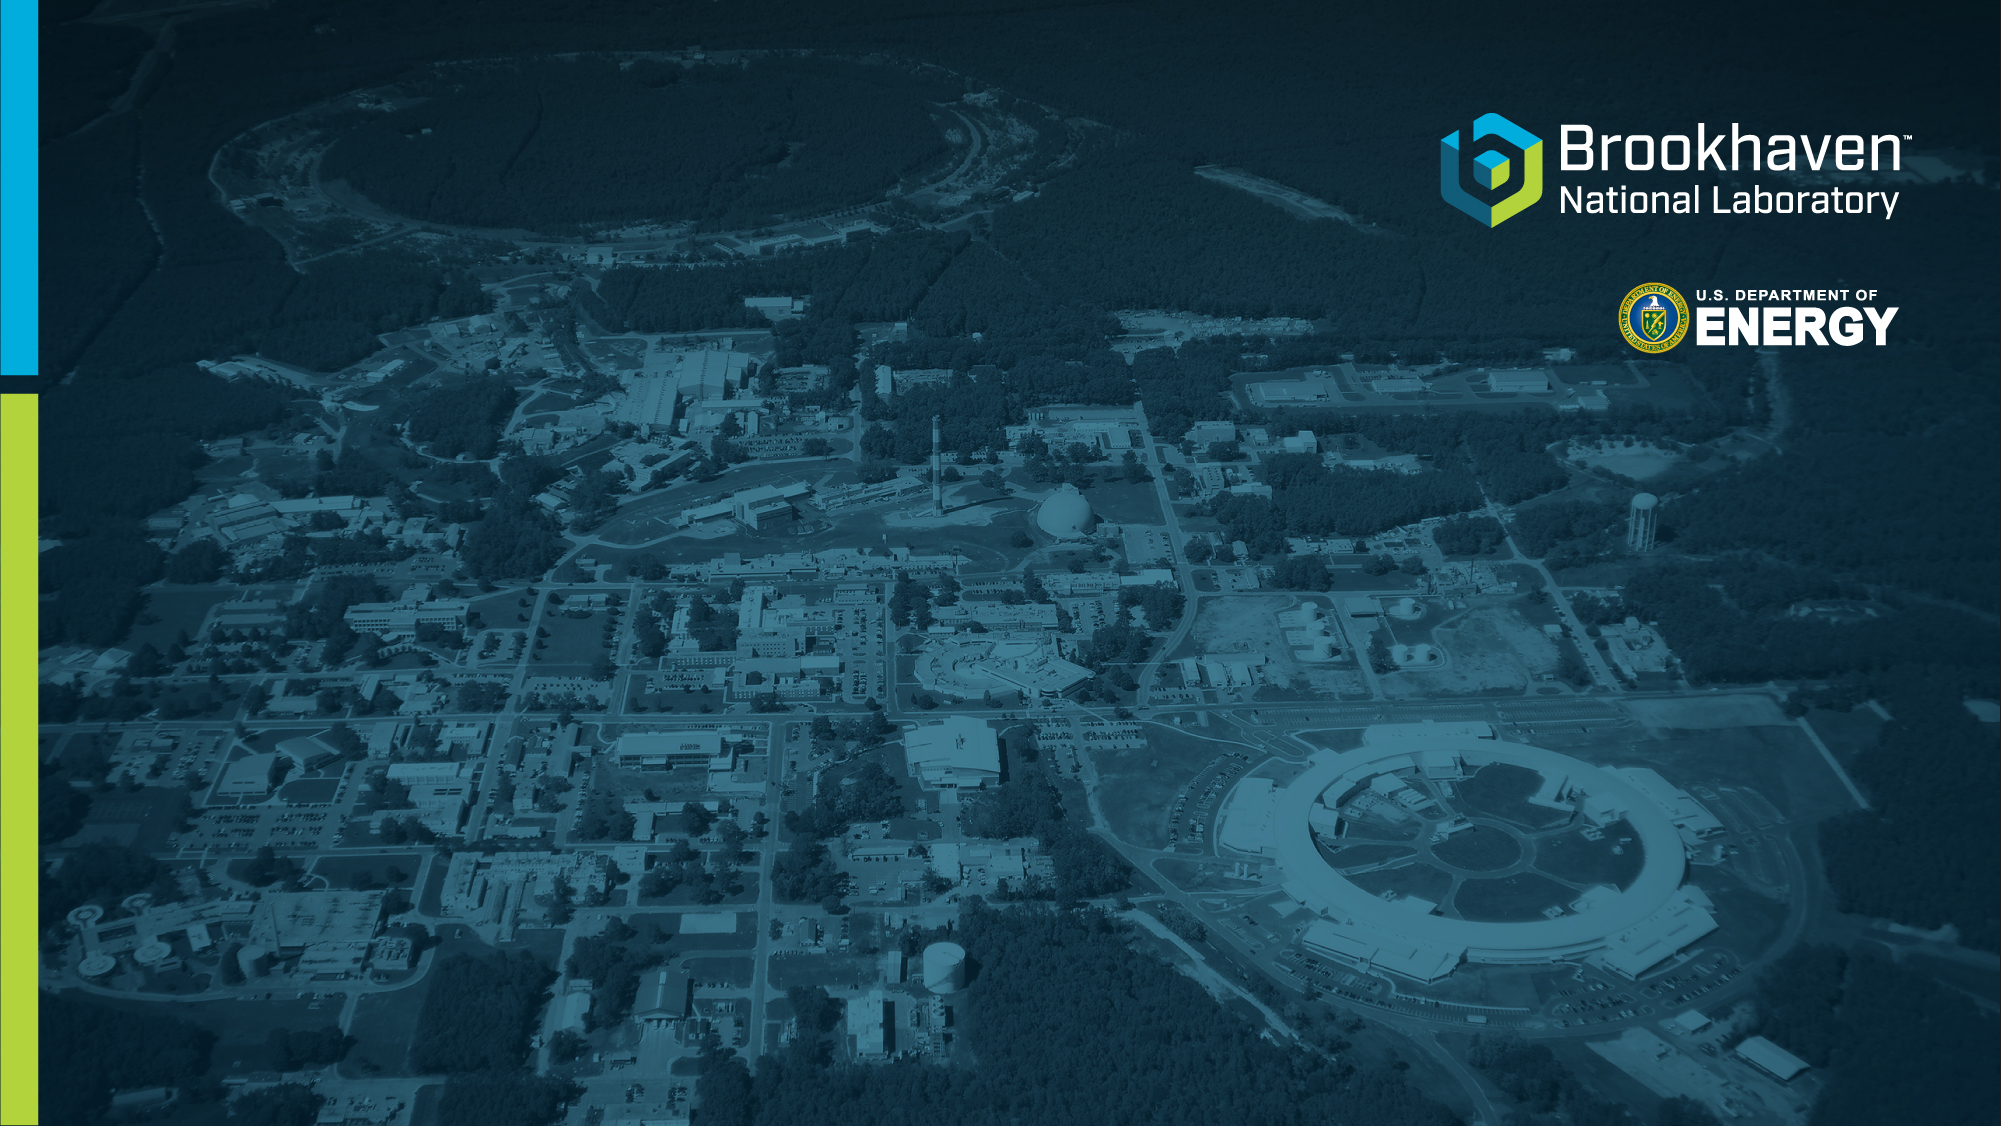 Brookhaven™
National Laboratory
U.S. DEPARTMENT OF
ENERGY